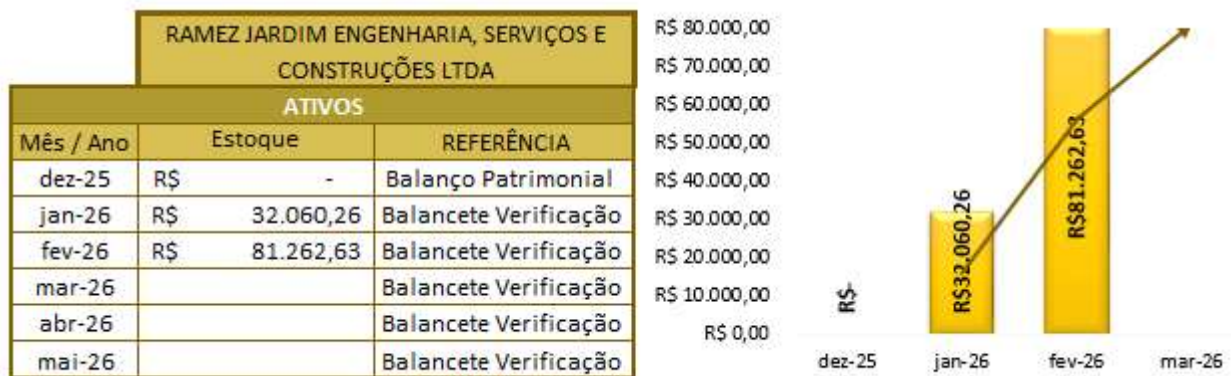 RAMEZ JARDIM ENGENHARIA, SERVIÇOS E
CONSTRUÇÕES LTDA
ATIVOS
Mês / Ano Estoque REFERÊNCIA
dez-25 R$ - Balanço Patrimonial
jan-26 R$ 32.060,26 Balancete Verificação
fev-26 R$ 81.262,63 Balancete Verificação
mar-26 Balancete Verificação
abr-26 Balancete Verificação
mai-26 Balancete Verificação
R$ 80.000,00
R$ 70.000,00
R$ 60.000,00
R$ 50.000,00
R$ 40.000,00
R$ 30.000,00
R$ 20.000,00
R$ 10.000,00
R$ 0,00
R$-
R$32.060,26
R$81.262,63
dez-25 jan-26 fev-26 mar-26